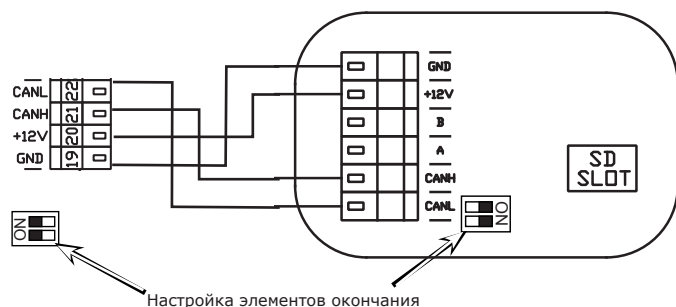 CANL 22
CANH 21
+12V 20
GND 19
GND
+12V
B
A
CANH
CANL
SD
SLOT
ON
ON
Настройка элементов окончания